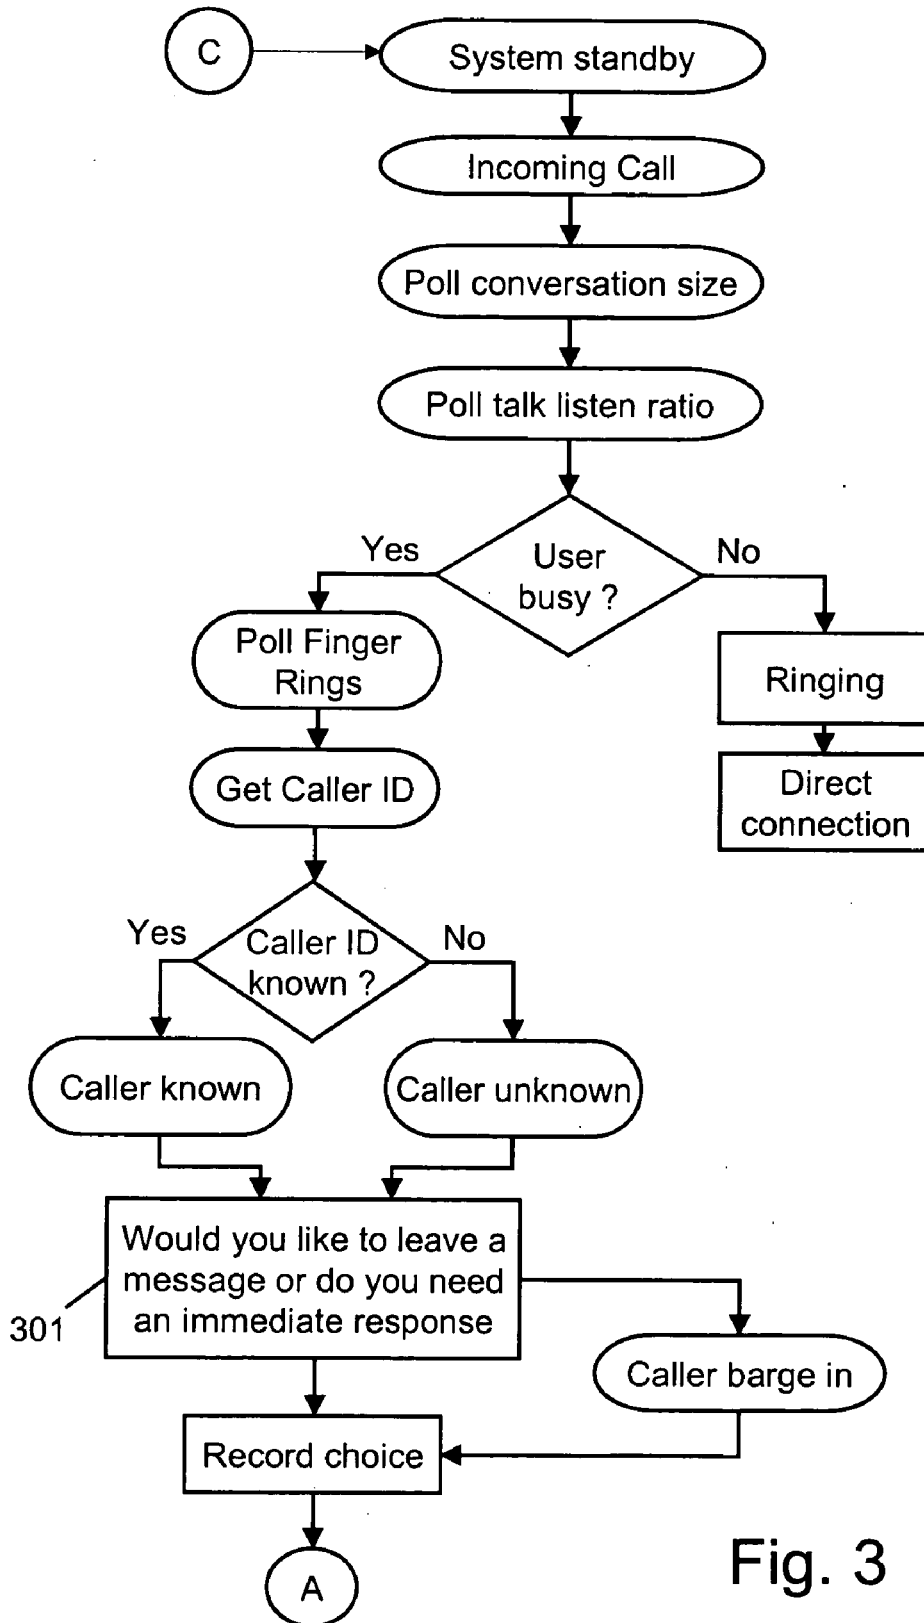 C
System standby
Incoming Call
Poll conversation size
Poll talk listen ratio
User
busy ?
Yes
No
Poll Finger
Rings
Ringing
Get Caller ID
Direct
connection
Caller ID
known ?
Yes
No
Caller known
Caller unknown
Would you like to leave a
message or do you need
an immediate response
301
Caller barge in
Record choice
A
Fig. 3